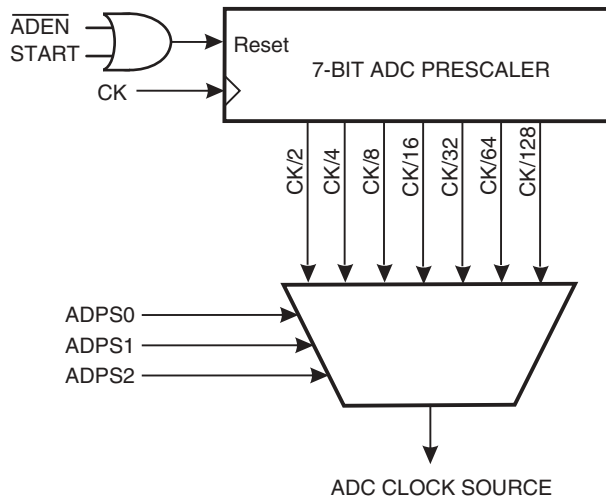 ADEN
START
Reset
7-BIT ADC PRESCALER
CK
CK/2
CK/4
CK/8
CK/16
CK/32
CK/64
CK/128
ADPS0
ADPS1
ADPS2
ADC CLOCK SOURCE